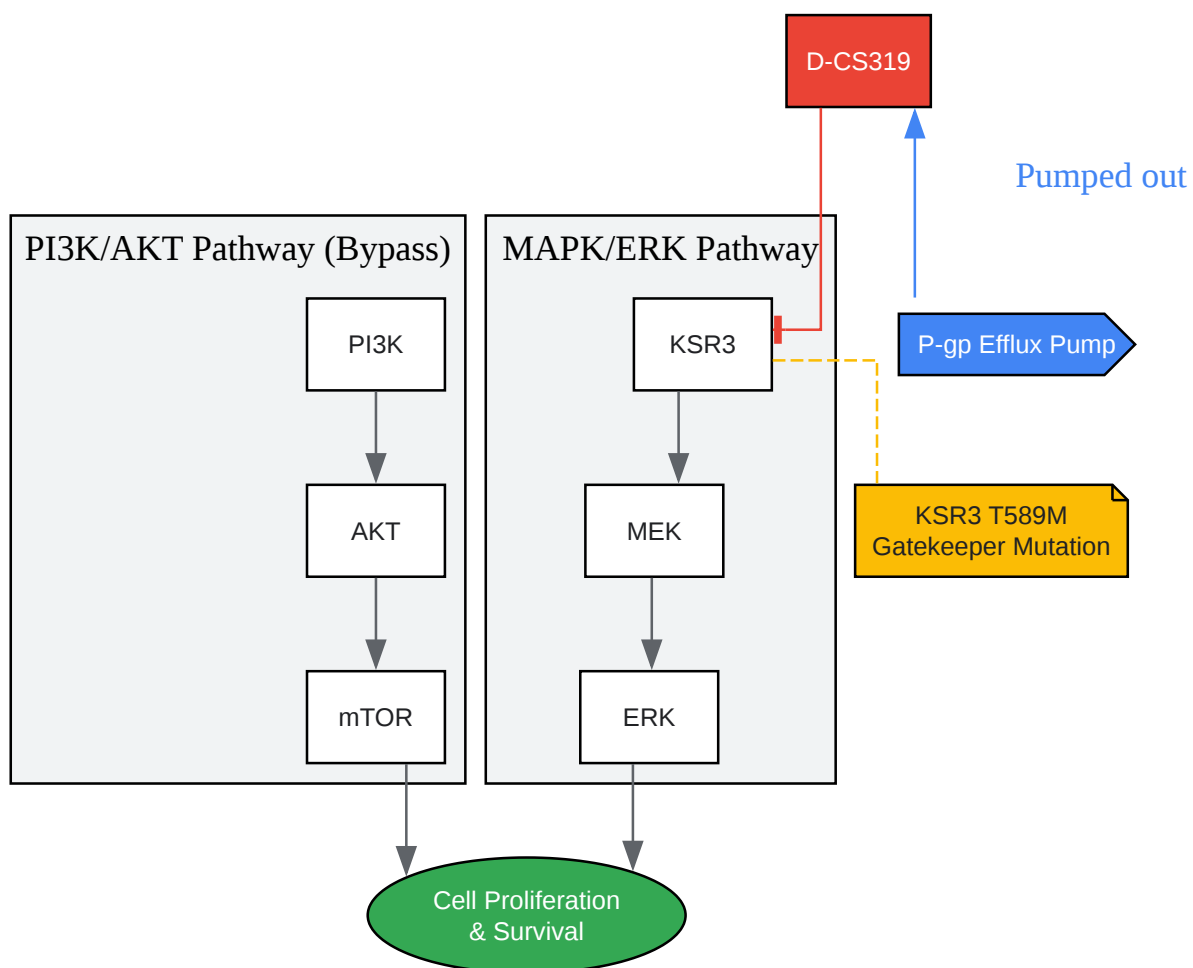 D-CS319
Pumped out
PI3K/AKT Pathway (Bypass)
MAPK/ERK Pathway
PI3K
KSR3
P-gp Efflux Pump
AKT
MEK
KSR3 T589M
Gatekeeper Mutation
mTOR
ERK
Cell Proliferation
& Survival